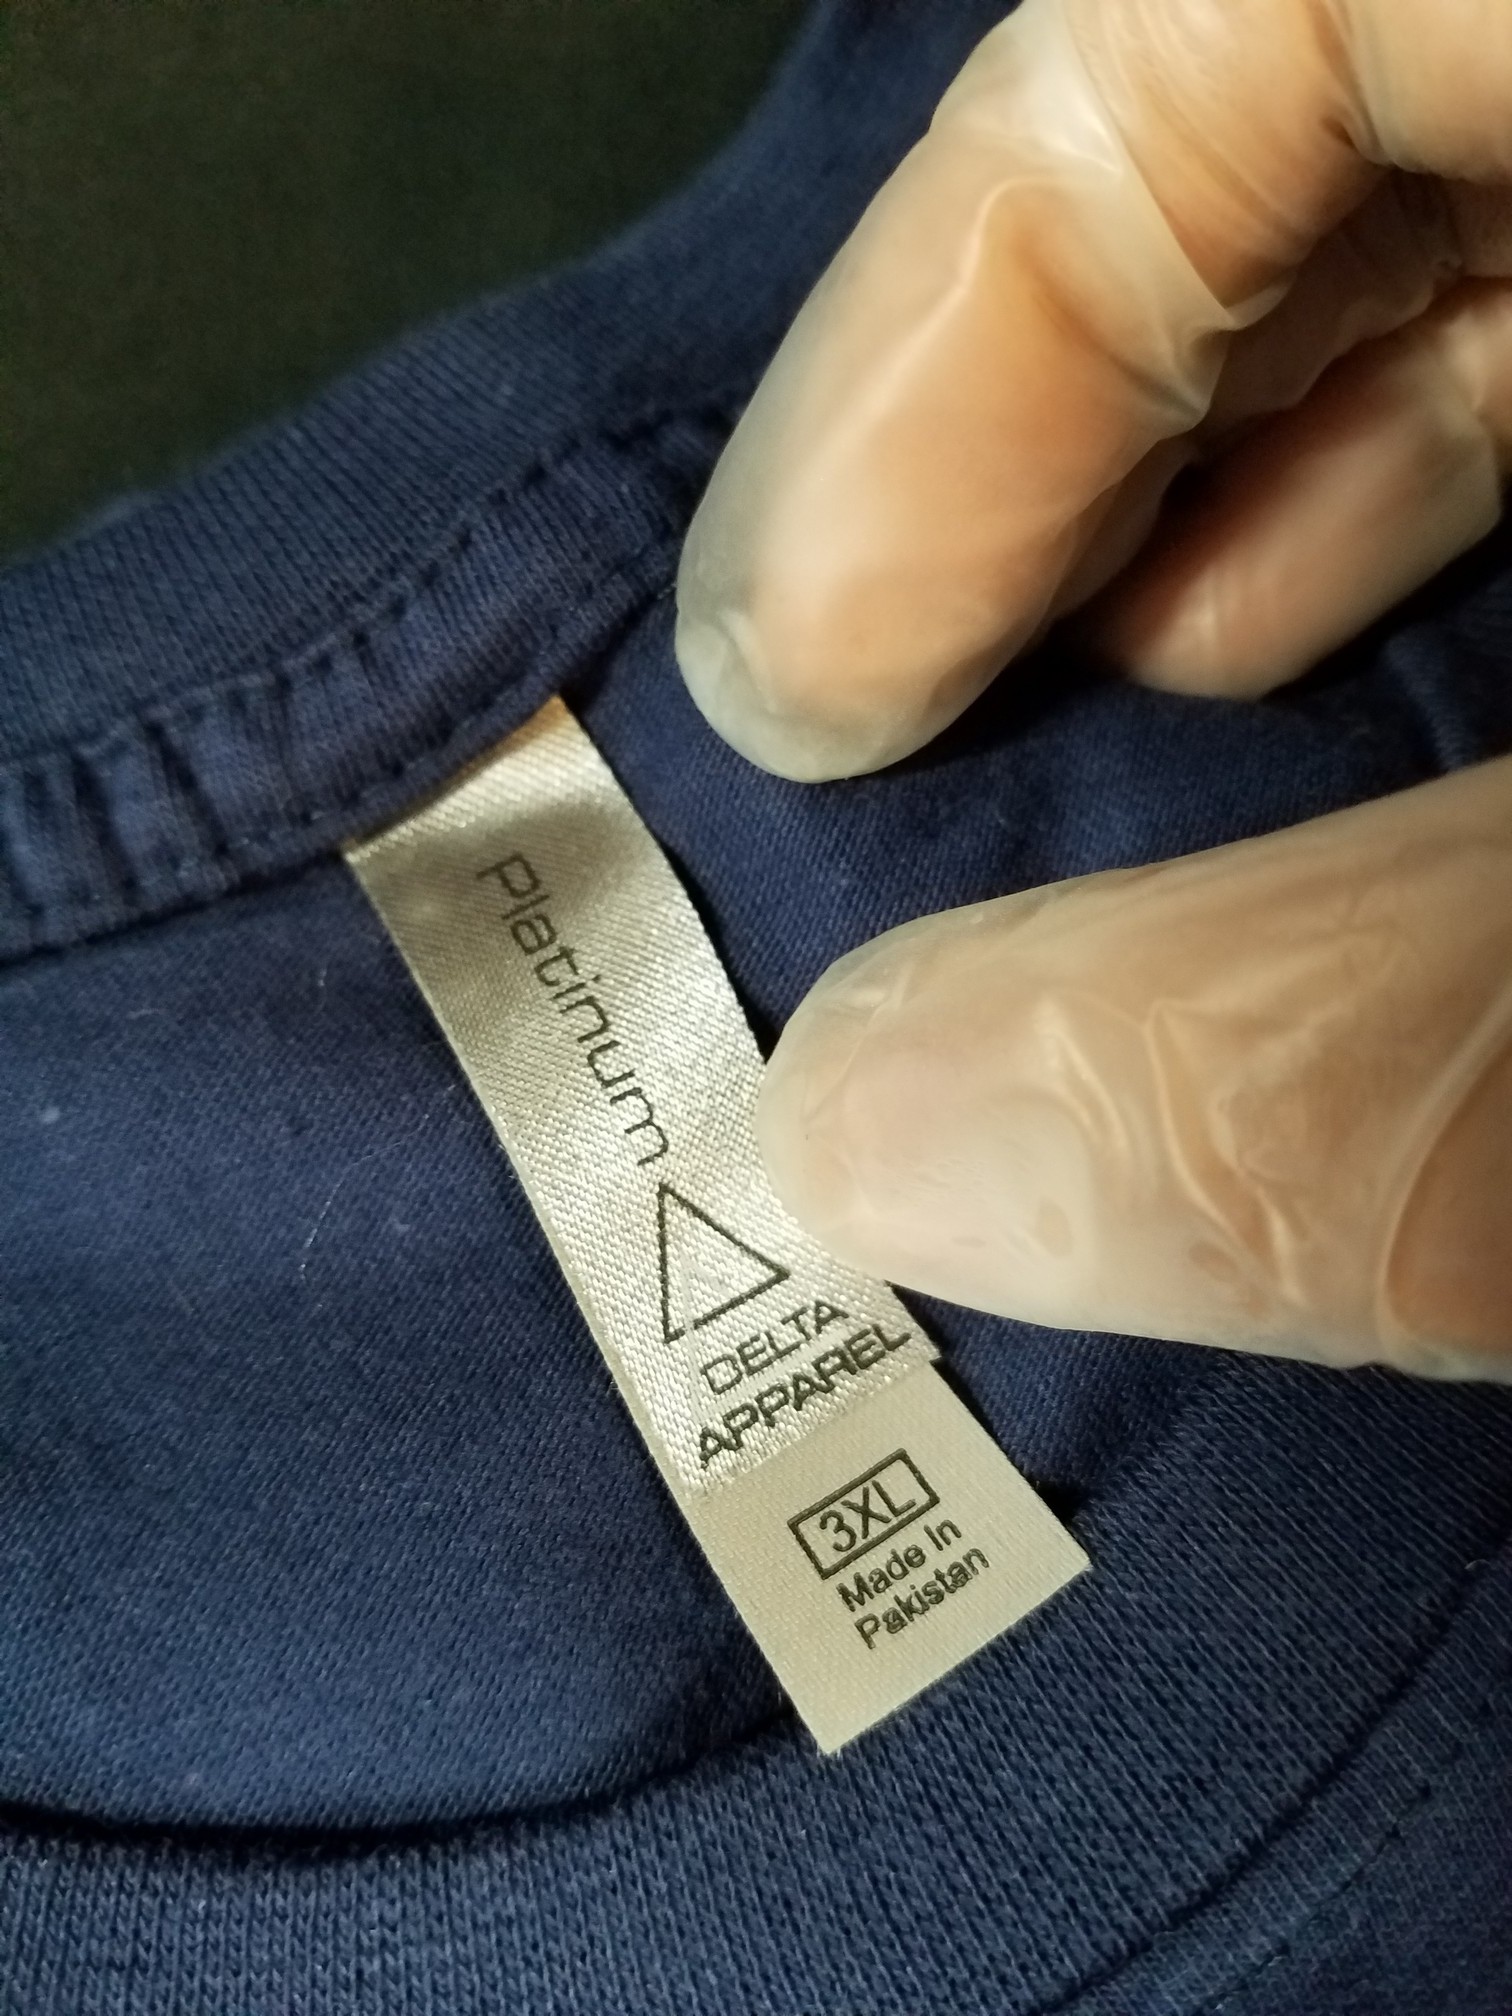 Platinum
DELTA
APPAREL
3XL
Made In
Pakistan